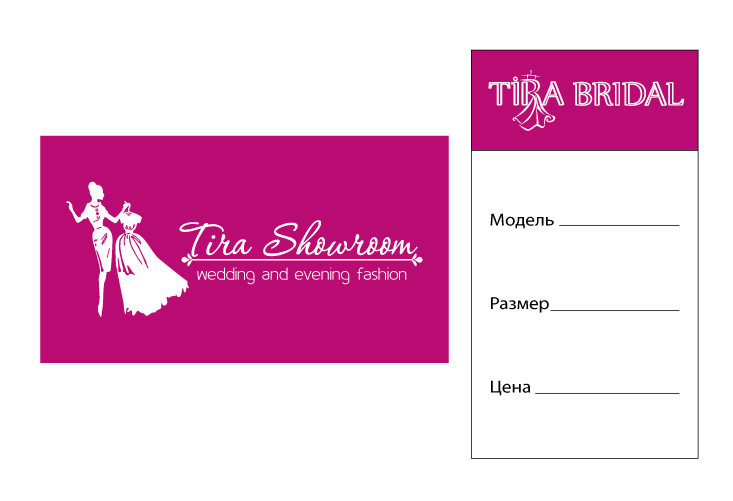 Tira Showroom
wedding and evening fashion
TIRA BRIDAL
Модель
Размер
Цена